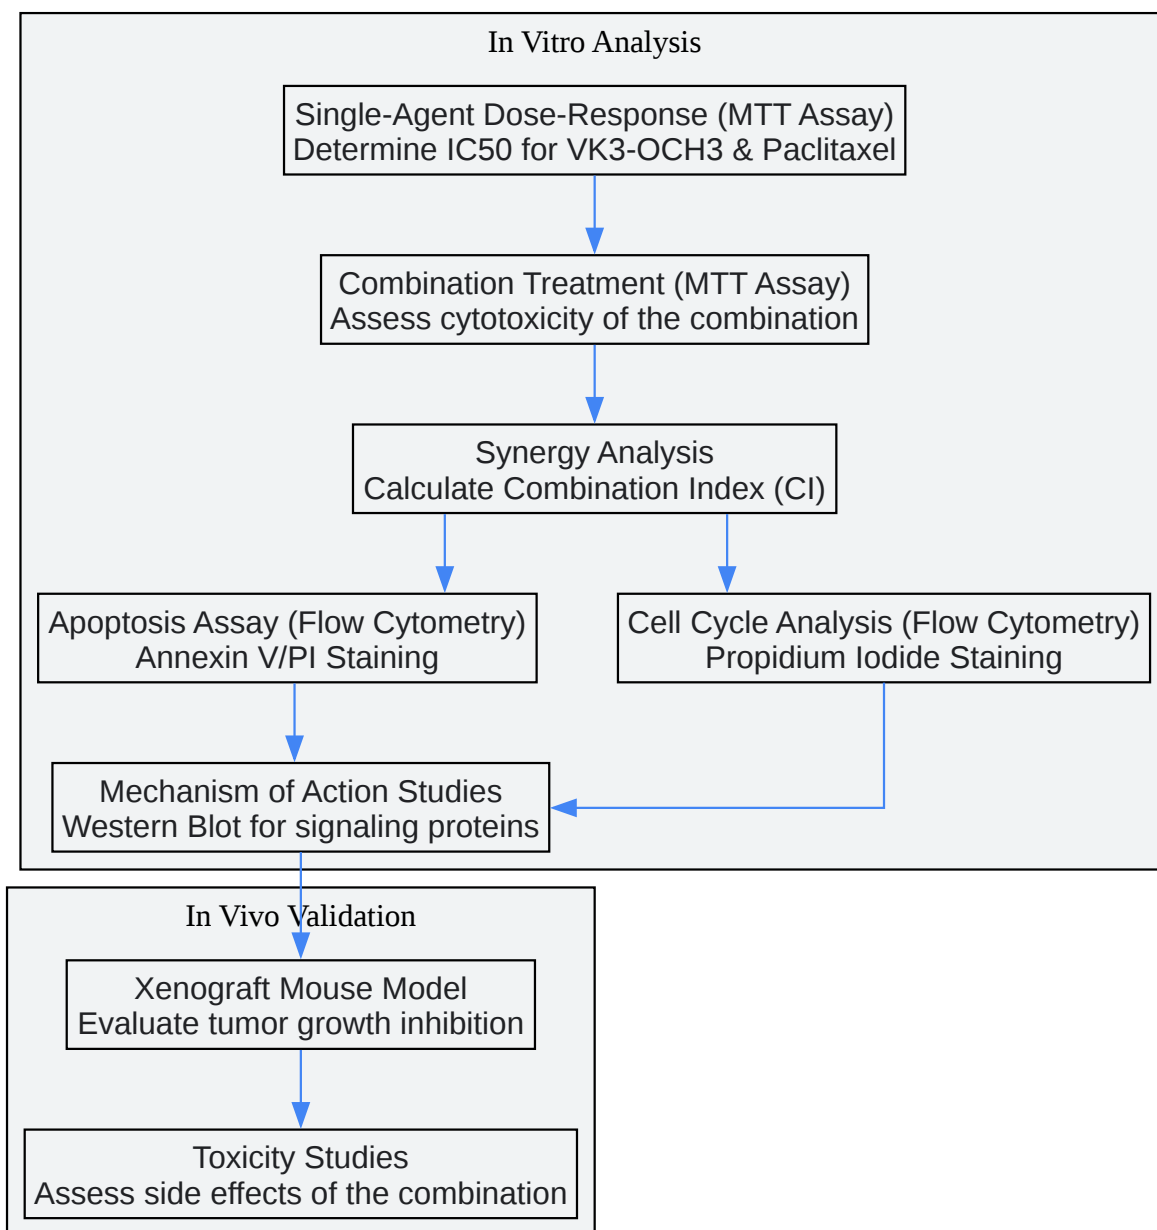 In Vitro Analysis
Single-Agent Dose-Response (MTT Assay)
Determine IC50 for VK3-OCH3 & Paclitaxel
Combination Treatment (MTT Assay)
Assess cytotoxicity of the combination
Synergy Analysis
Calculate Combination Index (CI)
Apoptosis Assay (Flow Cytometry)
Annexin V/PI Staining
Cell Cycle Analysis (Flow Cytometry)
Propidium Iodide Staining
Mechanism of Action Studies
Western Blot for signaling proteins
In Vivo Validation
Xenograft Mouse Model
Evaluate tumor growth inhibition
Toxicity Studies
Assess side effects of the combination